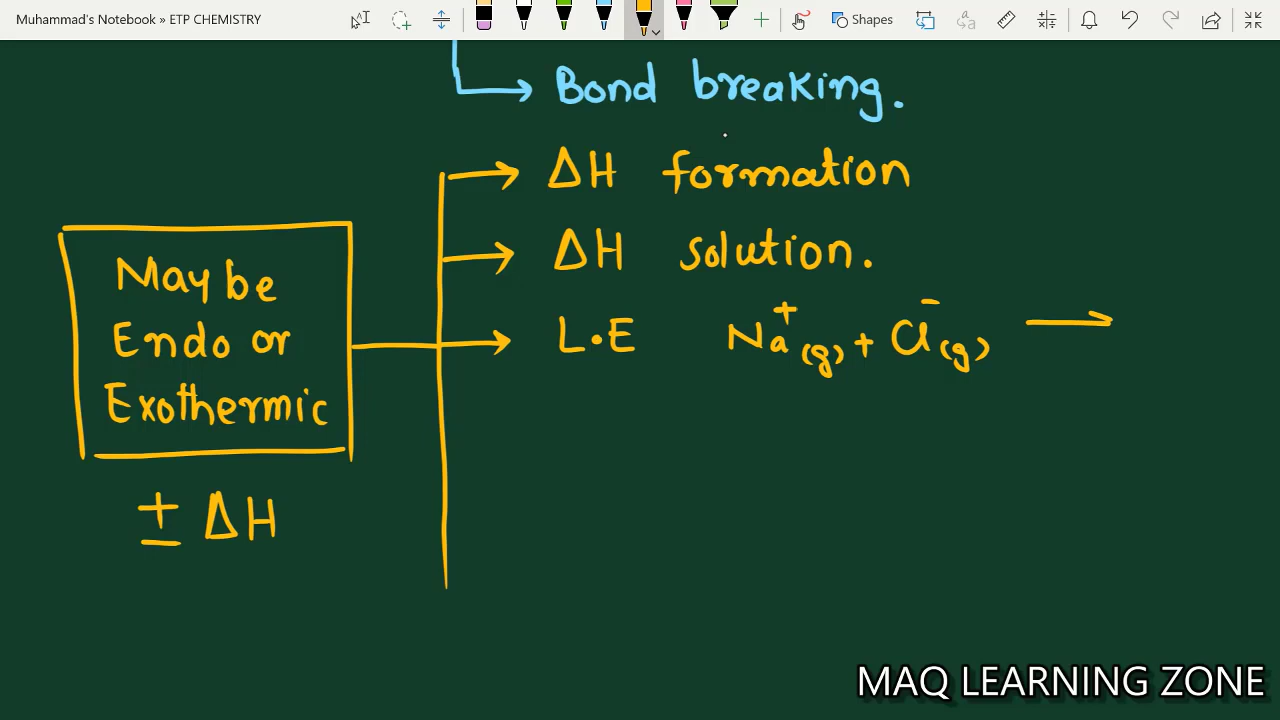 Muhammad's Notebook » ETP CHEMISTRY
Shapes
Bond breaking.
ΔH formation
ΔH solution.
L.E Na⁺(g) + Cl⁻(g) →
May be
Endo or
Exothermic
± ΔH
MAQ LEARNING ZONE